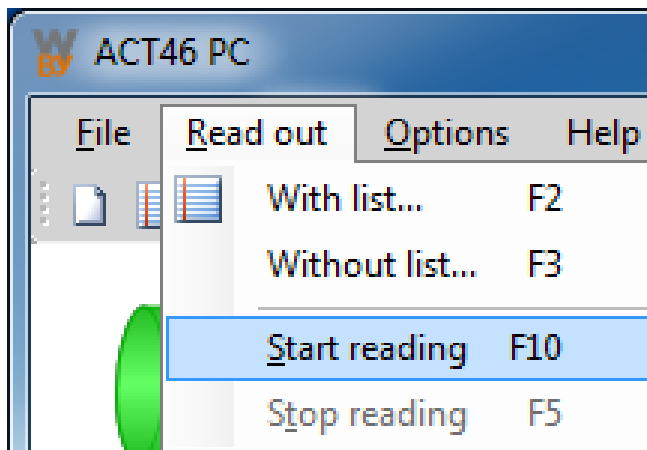 W
By ACT46 PC
File Read out Options Help
With list... F2
Without list... F3
Start reading F10
Stop reading F5